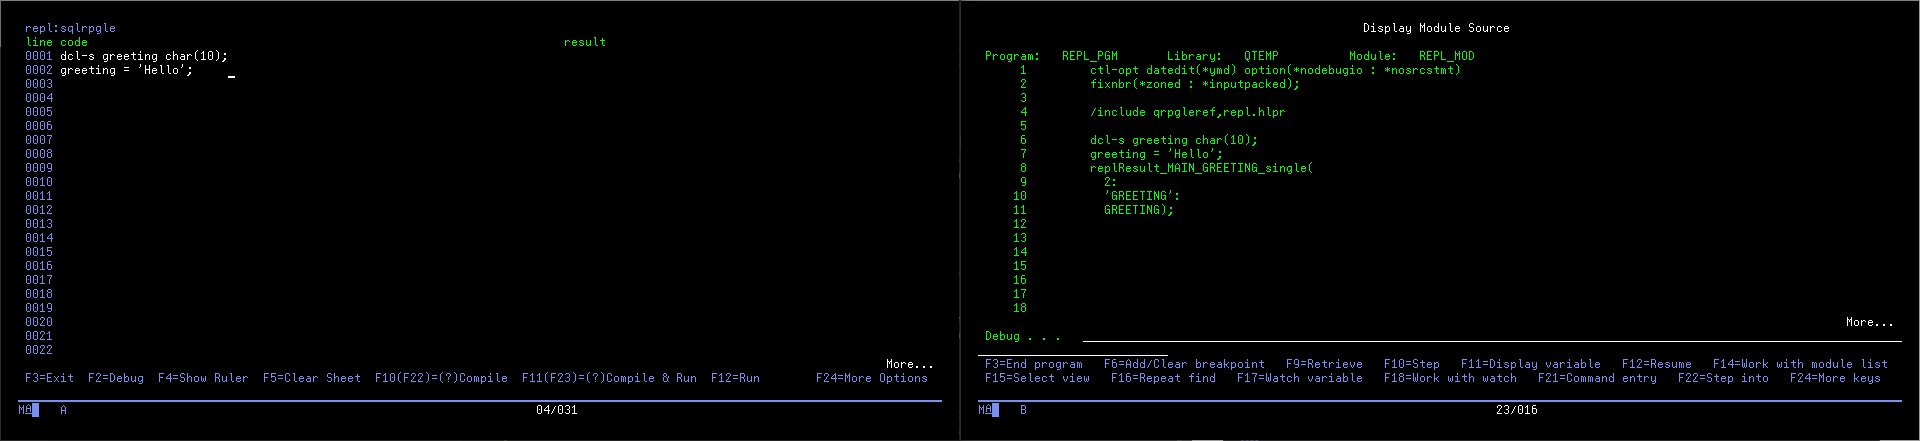 repl:sqlrpgle
line code result
0001 dcl-s greeting char(10);
0002 greeting = 'Hello'; _
0003
0004
0005
0006
0007
0008
0009
0010
0011
0012
0013
0014
0015
0016
0017
0018
0019
0020
0021
0022
More...
F3=Exit F2=Debug F4=Show Ruler F5=Clear Sheet F10(F22)=(?)Compile F11(F23)=(?)Compile & Run F12=Run F24=More Options
MA A 04/031
Display Module Source
Program: REPL_PGM Library: QTEMP Module: REPL_MOD
1 ctl-opt datedit(*ymd) option(*nodebugio : *nosrcstmt)
2 fixnbr(*zoned : *inputpacked);
3
4 /include qrpgleref,repl.hlpr
5
6 dcl-s greeting char(10);
7 greeting = 'Hello';
8 replResult_MAIN_GREETING_single(
9 2:
10 'GREETING':
11 GREETING);
12
13
14
15
16
17
18
More...
Debug . . .
F3=End program F6=Add/Clear breakpoint F9=Retrieve F10=Step F11=Display variable F12=Resume F14=Work with module list
F15=Select view F16=Repeat find F17=Watch variable F18=Work with watch F21=Command entry F22=Step into F24=More keys
MA B 23/016